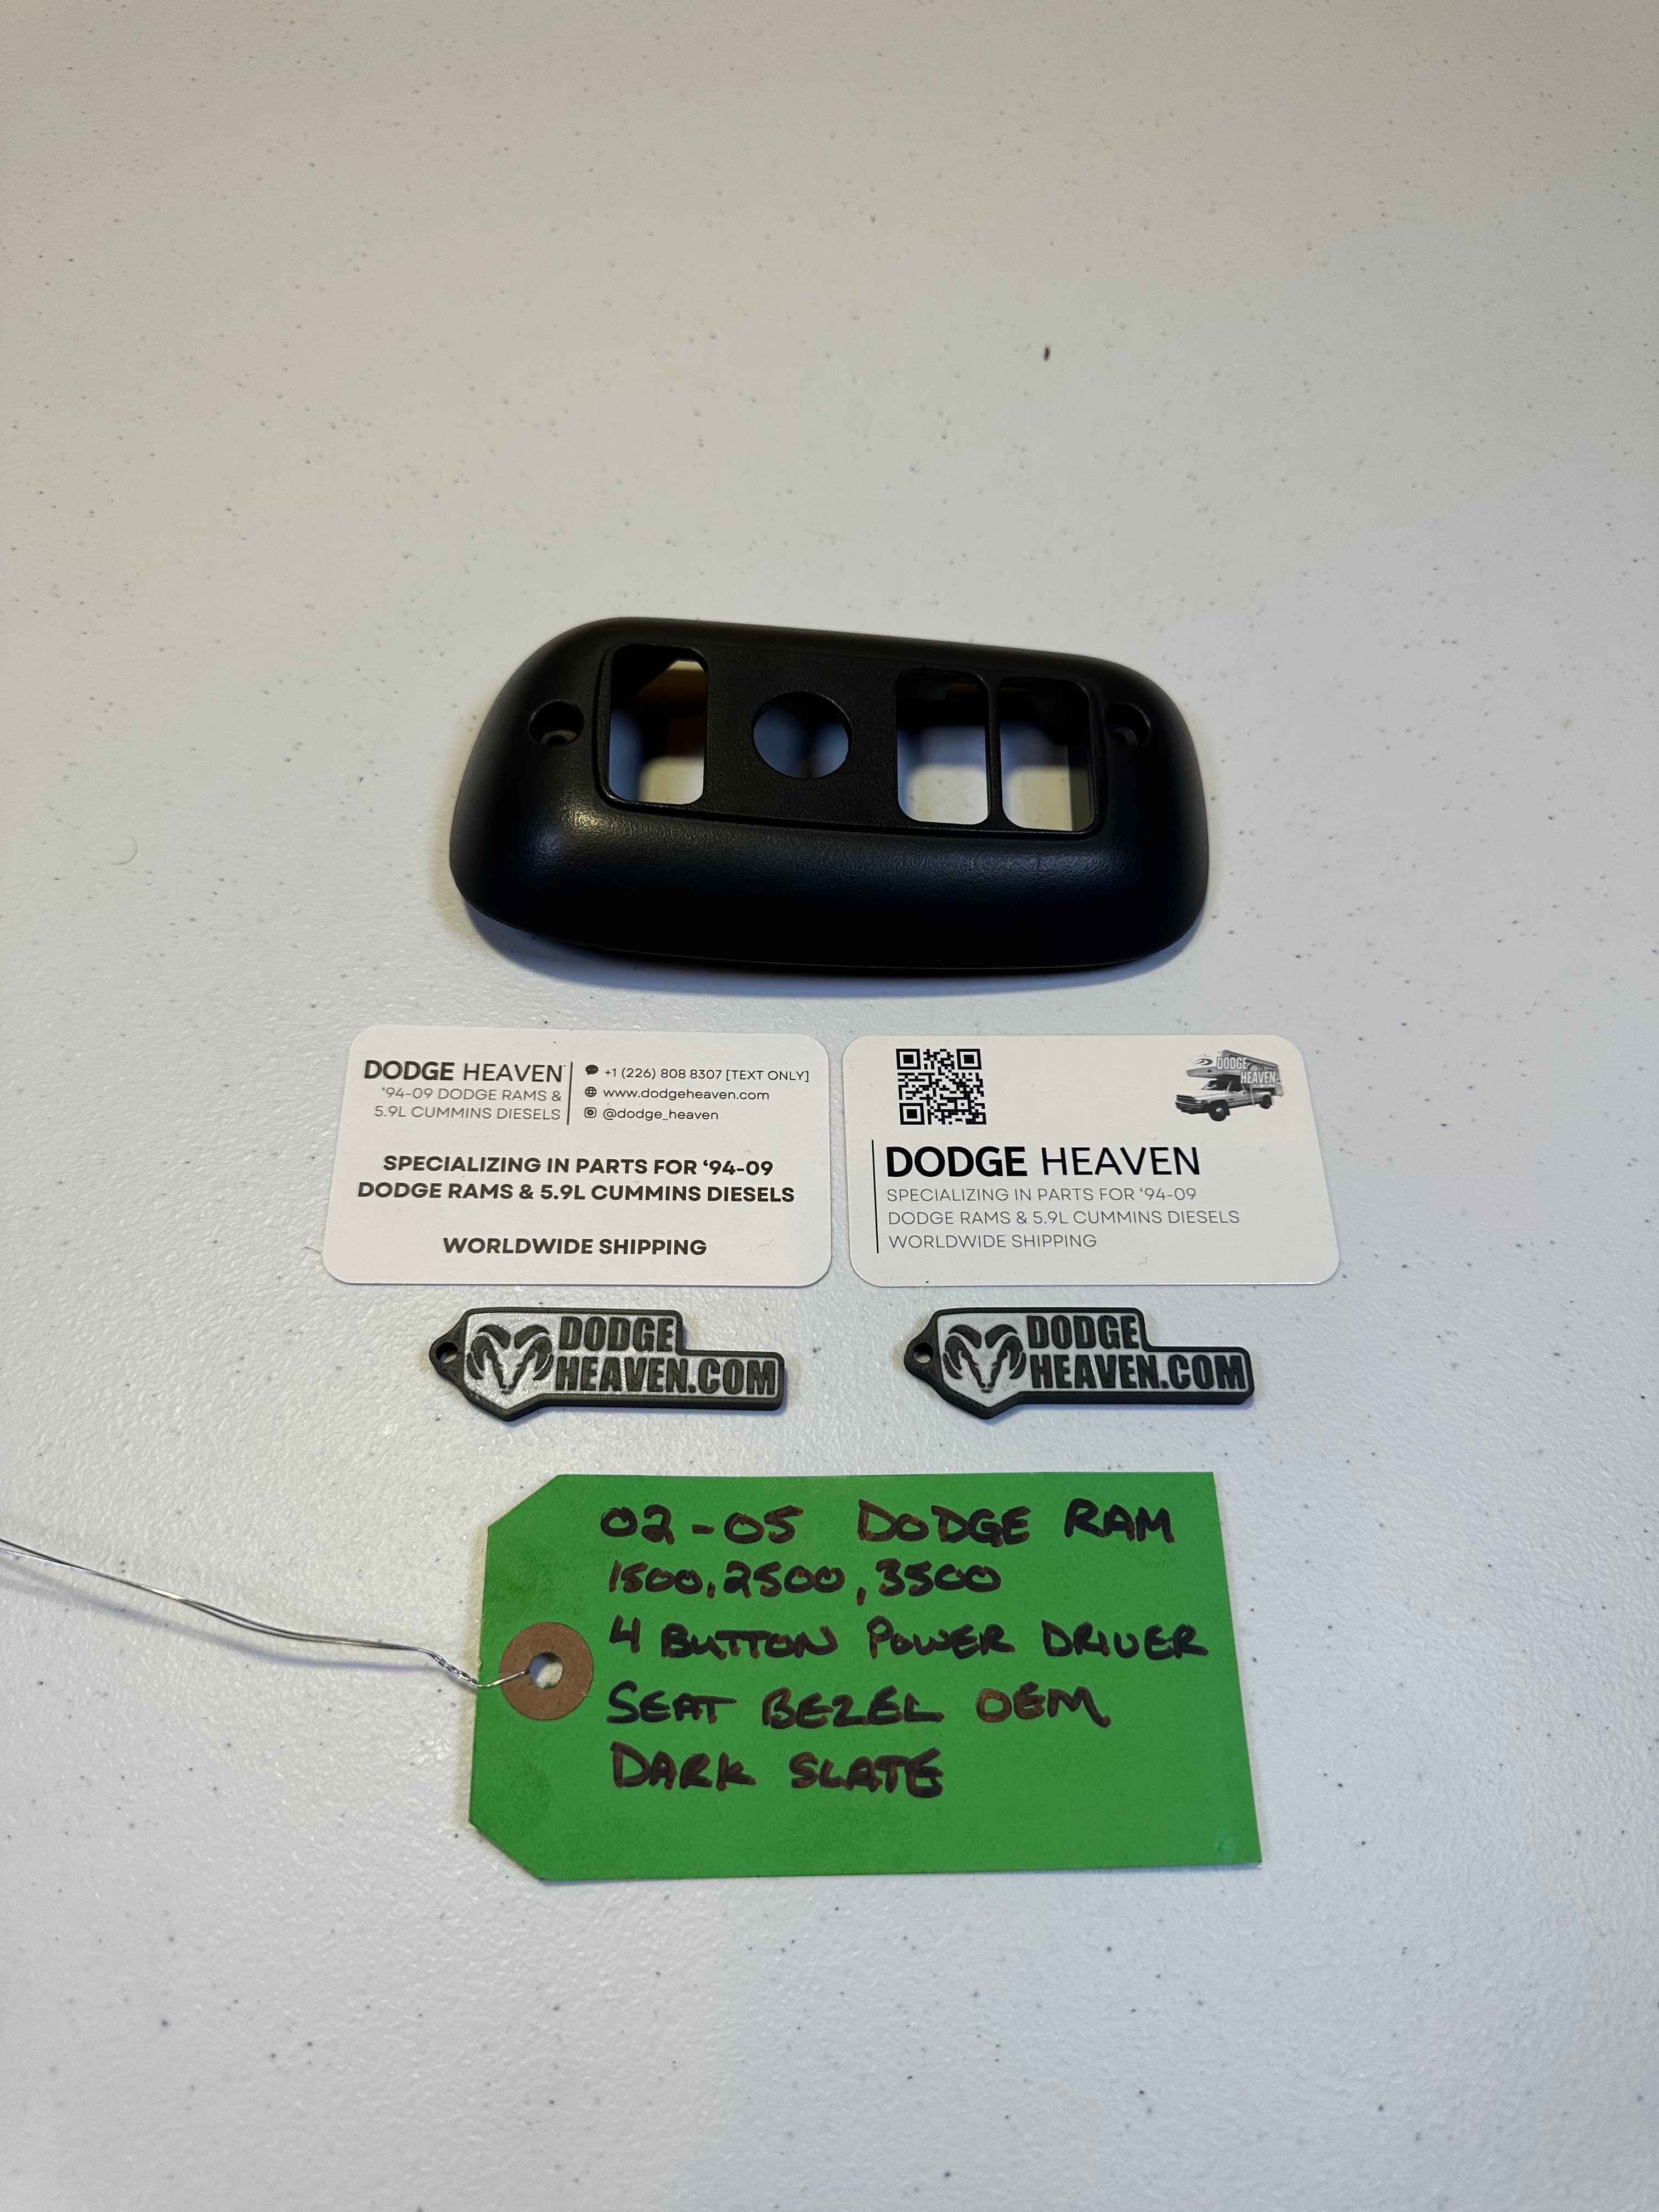 DODGE HEAVEN
'94-09 DODGE RAMS &
5.9L CUMMINS DIESELS
+1 (226) 808 8307 [TEXT ONLY]
www.dodgeheaven.com
@dodge_heaven
SPECIALIZING IN PARTS FOR '94-09
DODGE RAMS & 5.9L CUMMINS DIESELS
WORLDWIDE SHIPPING
DODGE
HEAVEN
DODGE HEAVEN
SPECIALIZING IN PARTS FOR '94-09
DODGE RAMS & 5.9L CUMMINS DIESELS
WORLDWIDE SHIPPING
DODGE
HEAVEN.COM
DODGE
HEAVEN.COM
02-05 DODGE RAM
1500, 2500, 3500
4 BUTTON POWER DRIVER
SEAT BEZEL OEM
DARK SLATE